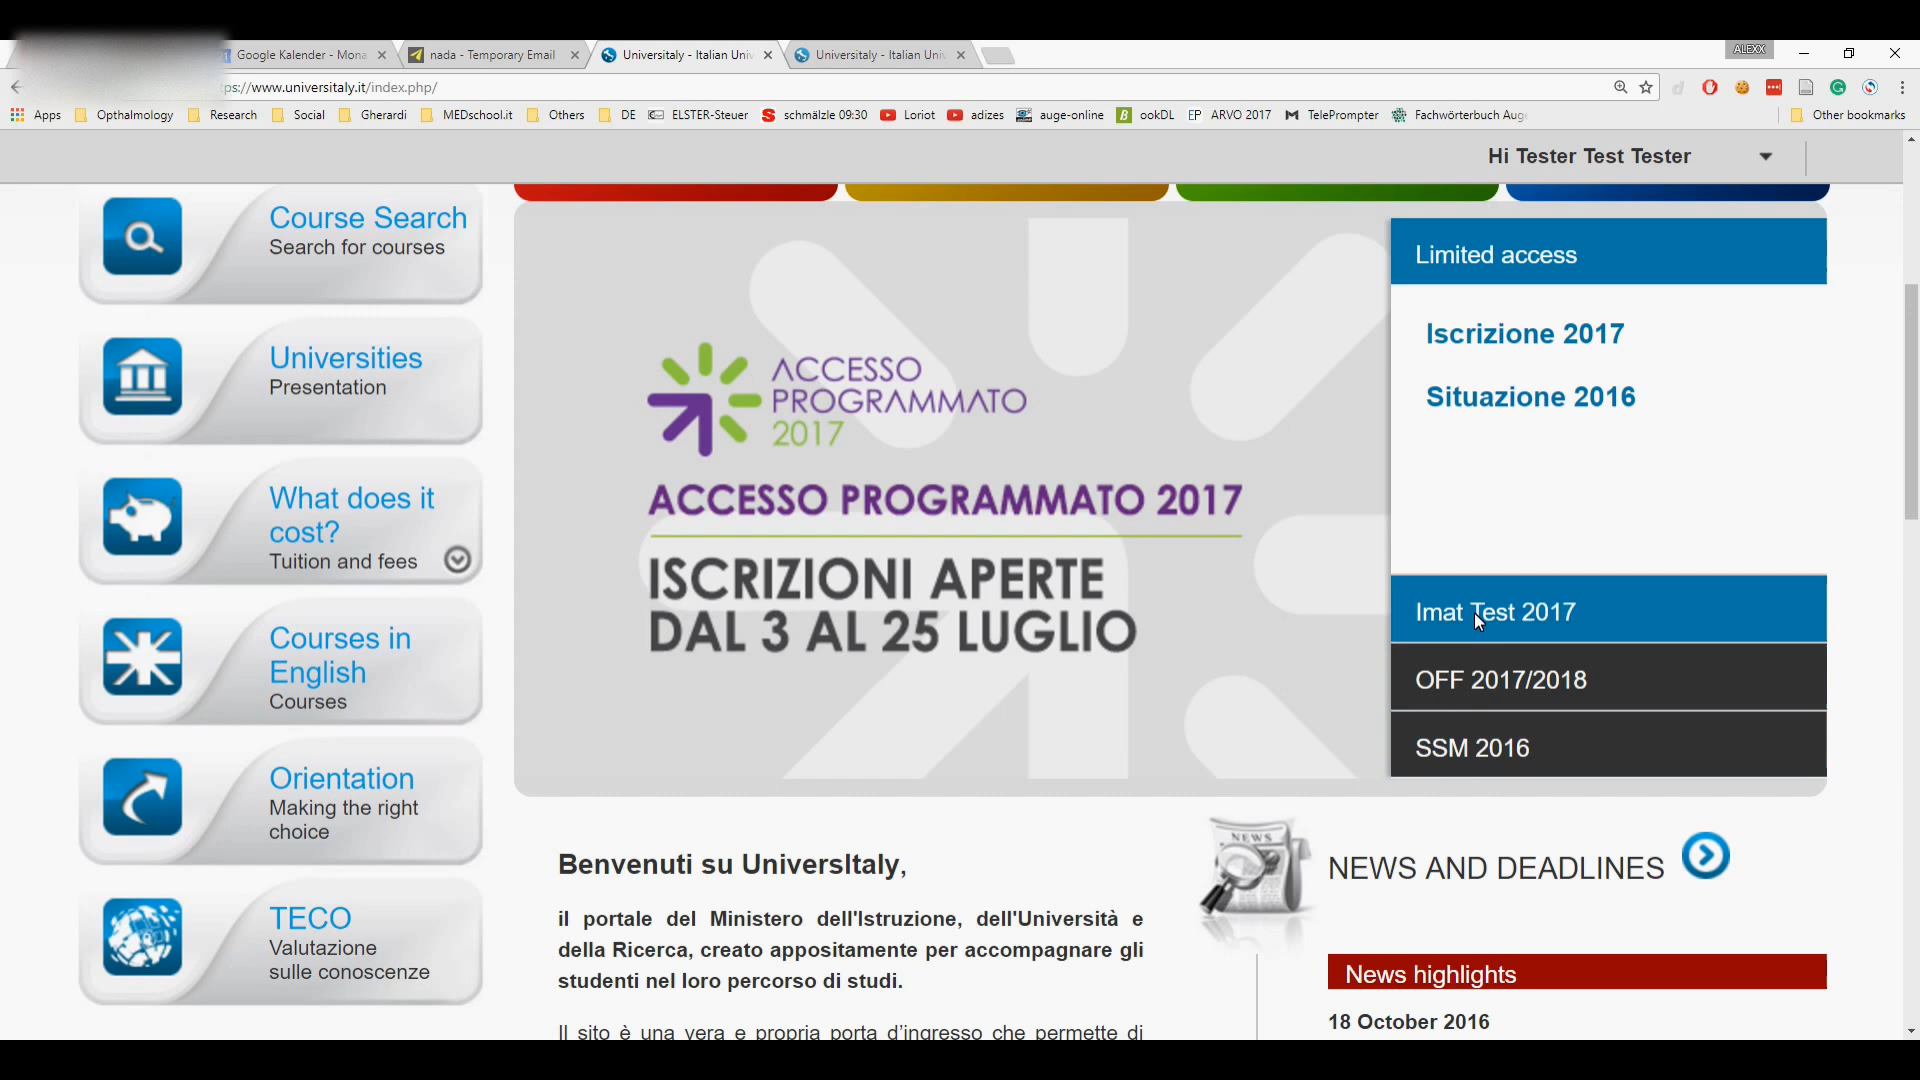 ALEXX
Google Kalender - Mona
nada - Temporary Email
Universitaly - Italian Univ
Universitaly - Italian Univ
ps://www.universitaly.it/index.php/
Apps
Opthalmology
Research
Social
Gherardi
MEDschool.it
Others
DE
ELSTER-Steuer
schmälzle 09:30
Loriot
adizes
auge-online
ookDL
EP ARVO 2017
TelePrompter
Fachwörterbuch Aug
Other bookmarks
Hi Tester Test Tester
Course Search
Search for courses
Universities
Presentation
What does it
cost?
Tuition and fees
Courses in
English
Courses
Orientation
Making the right
choice
TECO
Valutazione
sulle conoscenze
ACCESSO
PROGRAMMATO
2017
ACCESSO PROGRAMMATO 2017
ISCRIZIONI APERTE
DAL 3 AL 25 LUGLIO
Limited access
Iscrizione 2017
Situazione 2016
Imat Test 2017
OFF 2017/2018
SSM 2016
Benvenuti su UniversItaly,
il portale del Ministero dell'Istruzione, dell'Università e
della Ricerca, creato appositamente per accompagnare gli
studenti nel loro percorso di studi.
Il sito è una vera e propria porta d'ingresso che permette di
NEWS
NEWS AND DEADLINES
News highlights
18 October 2016